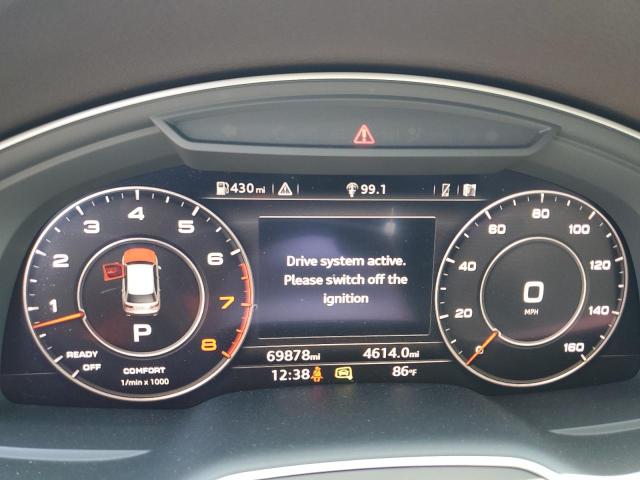 430 mi 99.1
Drive system active.
Please switch off the
ignition
1 2 3 4 5 6 7 8
READY
OFF
P
COMFORT
1/min x 1000
20 40 60 80 100 120 140 160
0
MPH
69878mi 4614.0mi
12:38 86°F